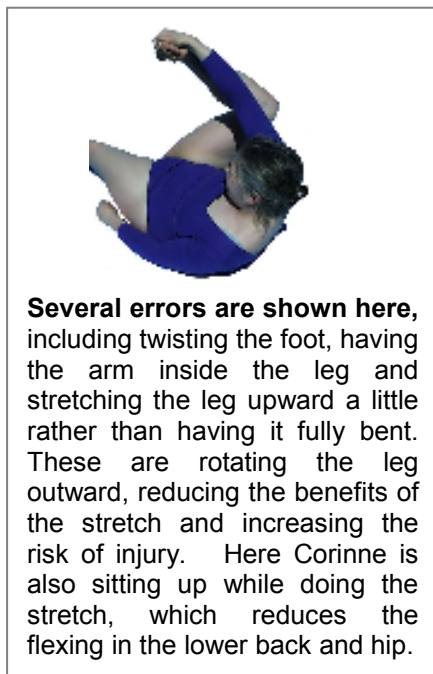 Several errors are shown here,
including twisting the foot, having
the arm inside the leg and
stretching the leg upward a little
rather than having it fully bent.
These are rotating the leg
outward, reducing the benefits of
the stretch and increasing the
risk of injury. Here Corinne is
also sitting up while doing the
stretch, which reduces the
flexing in the lower back and hip.